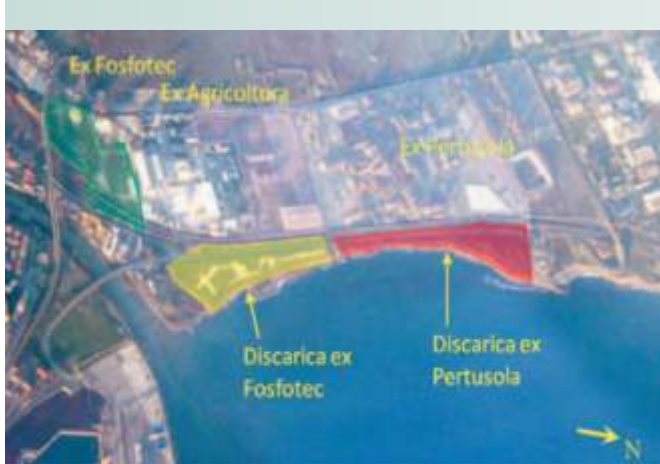 Ex Fosfotec
Ex Agricoltura
Ex Pertusola
Discarica ex
Fosfotec
Discarica ex
Pertusola
N